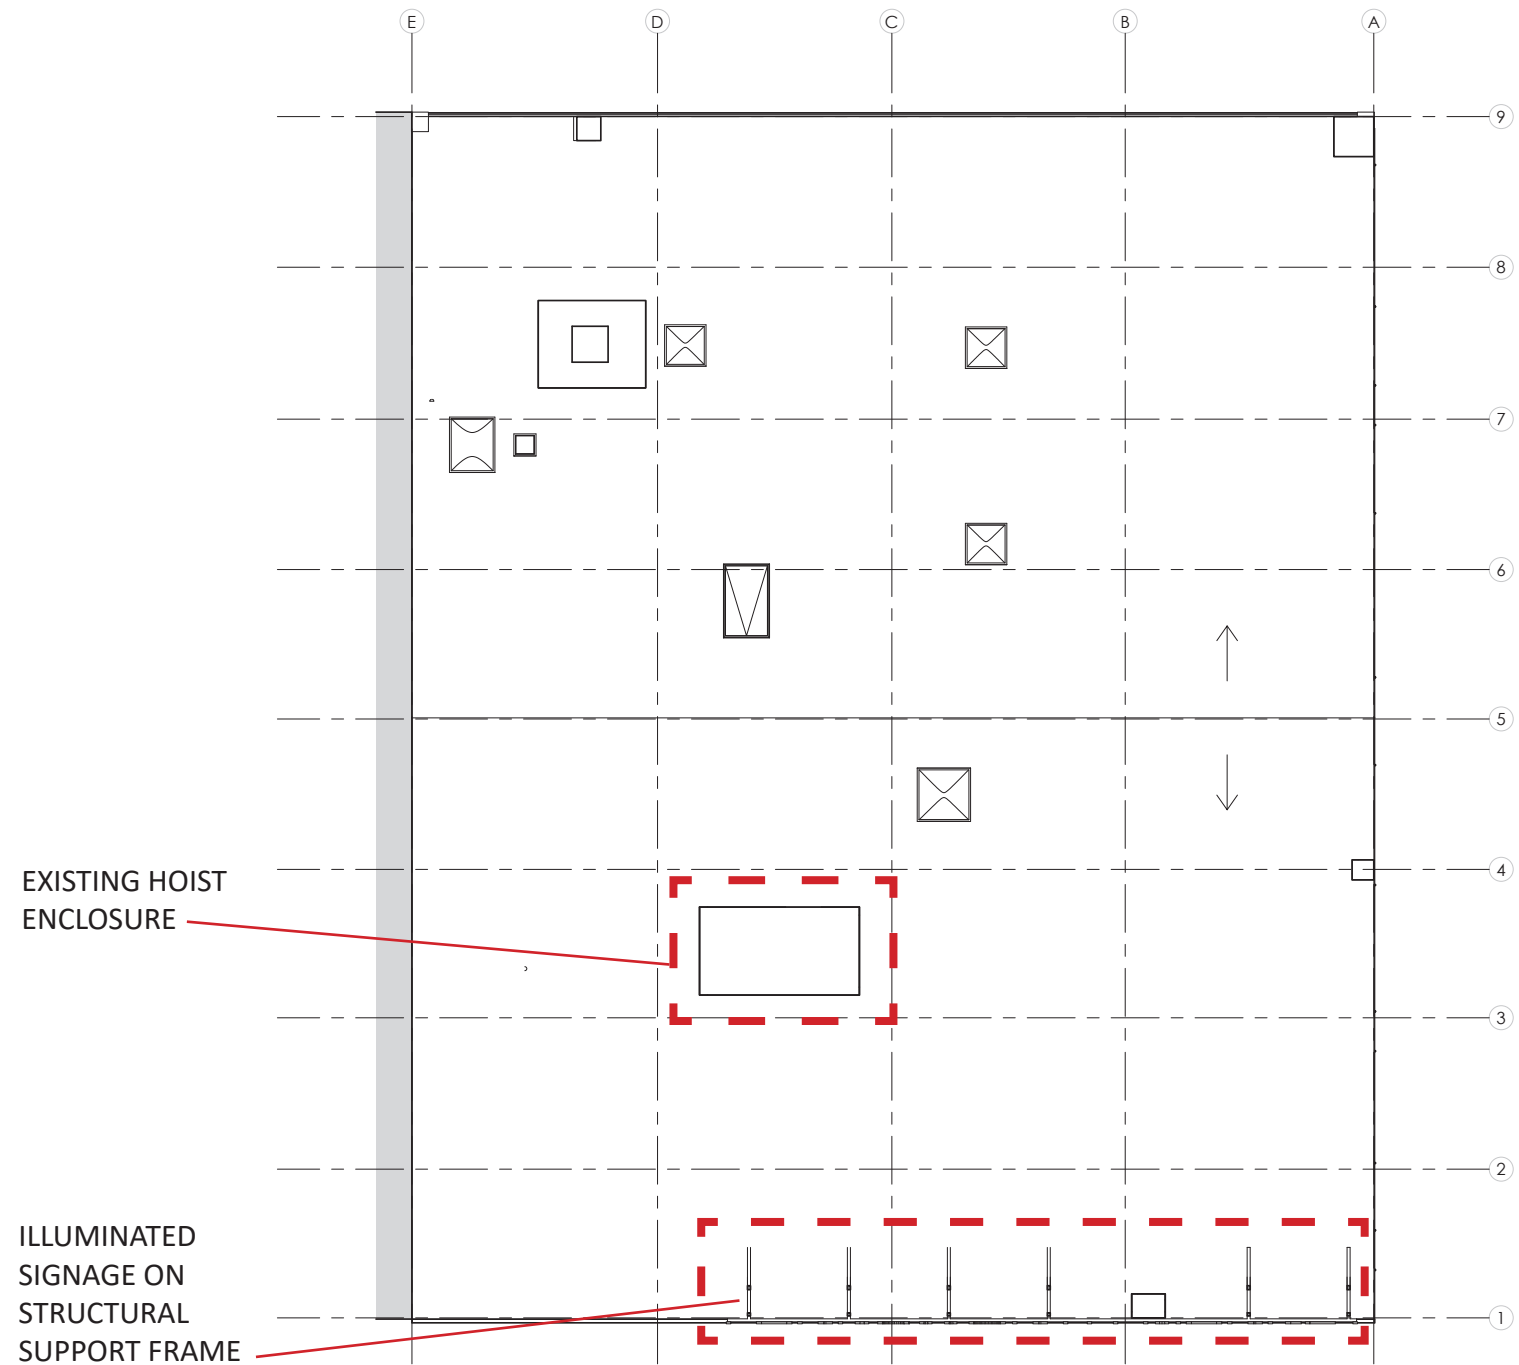 E D C B A
9
8
7
6
5
4
3
2
1
EXISTING HOIST
ENCLOSURE
ILLUMINATED
SIGNAGE ON
STRUCTURAL
SUPPORT FRAME